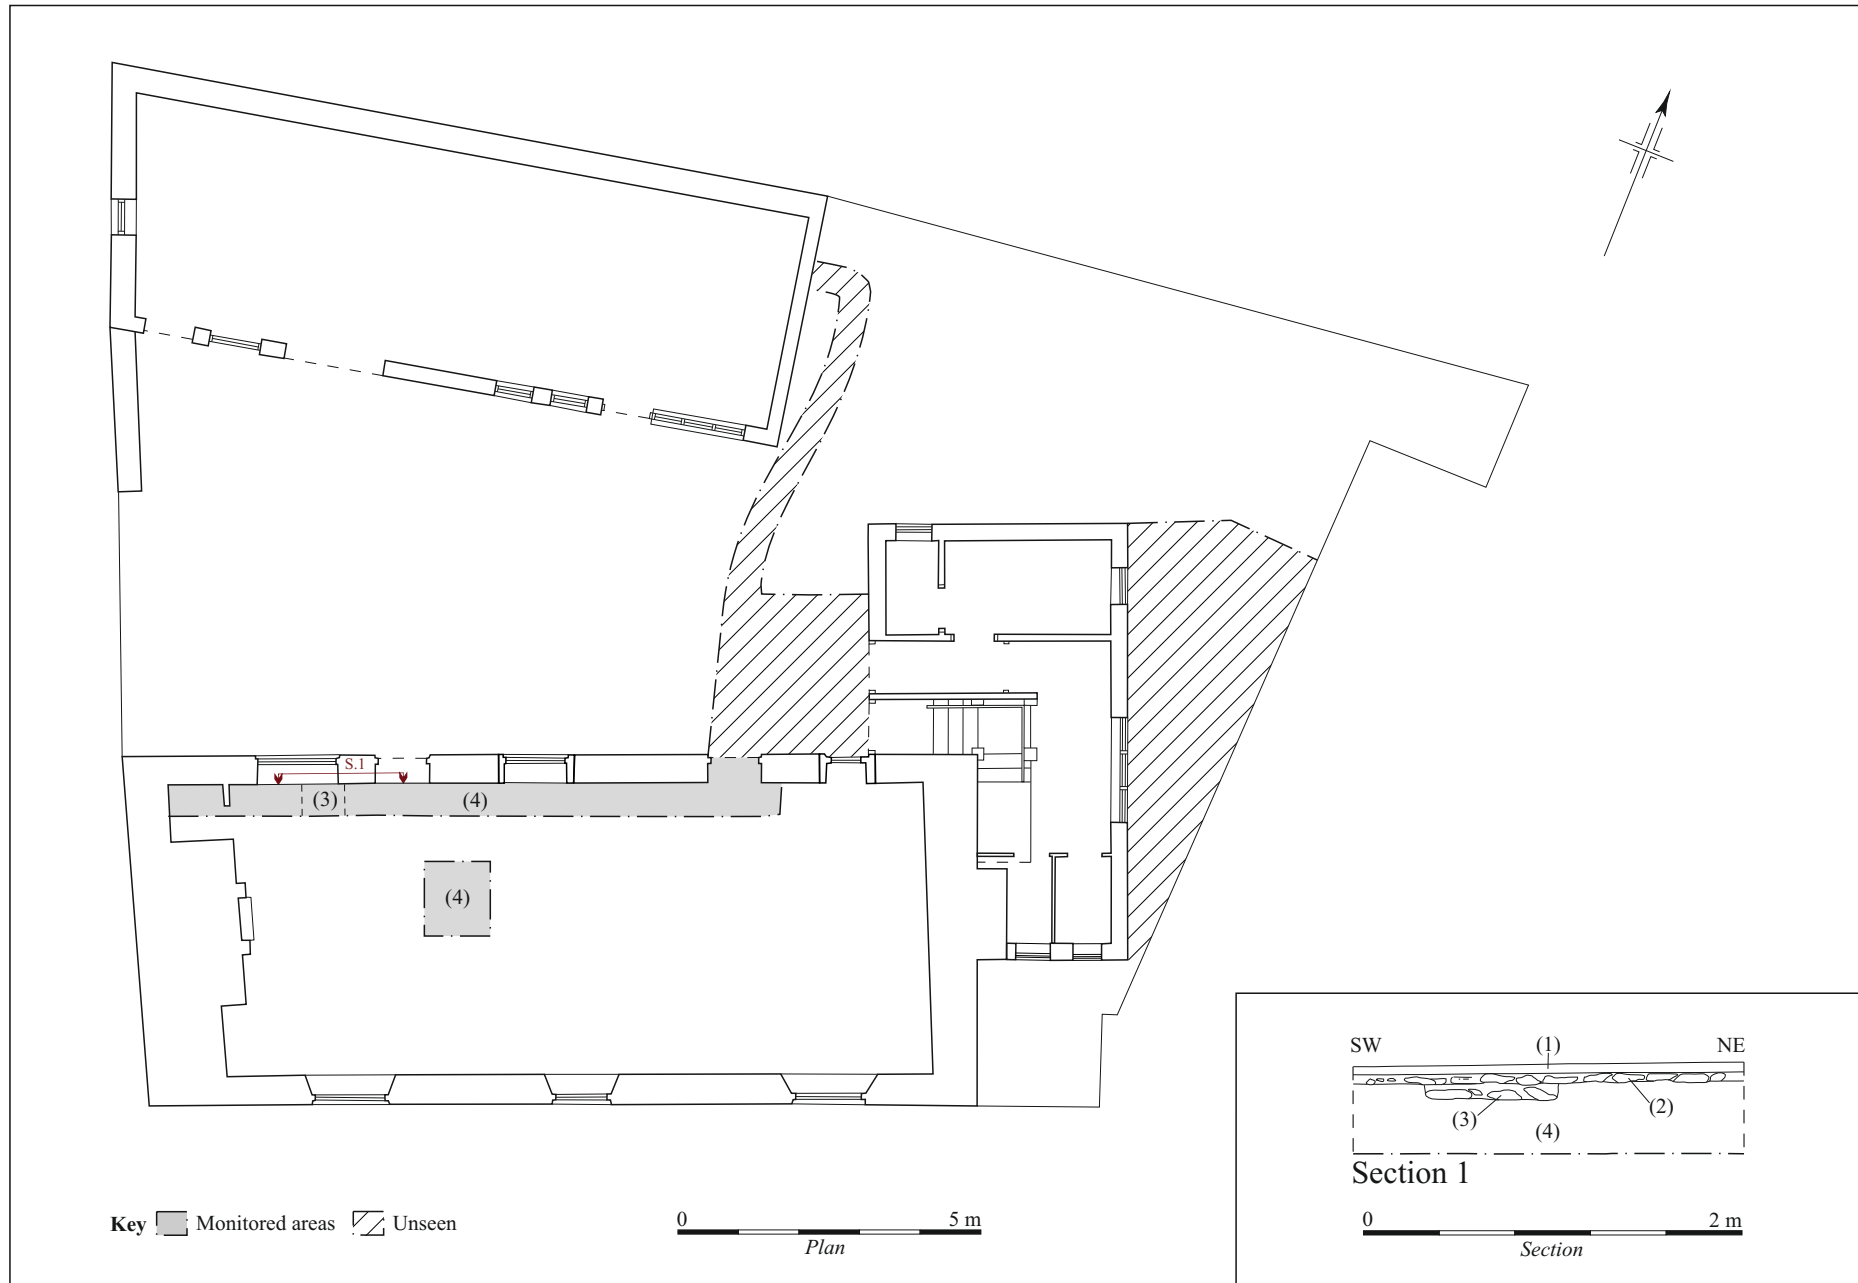 S.1
(3)
(4)
(4)
SW (1) NE
(3) (2)
(4)
Section 1
Key Monitored areas Unseen
0 5 m
Plan
0 2 m
Section